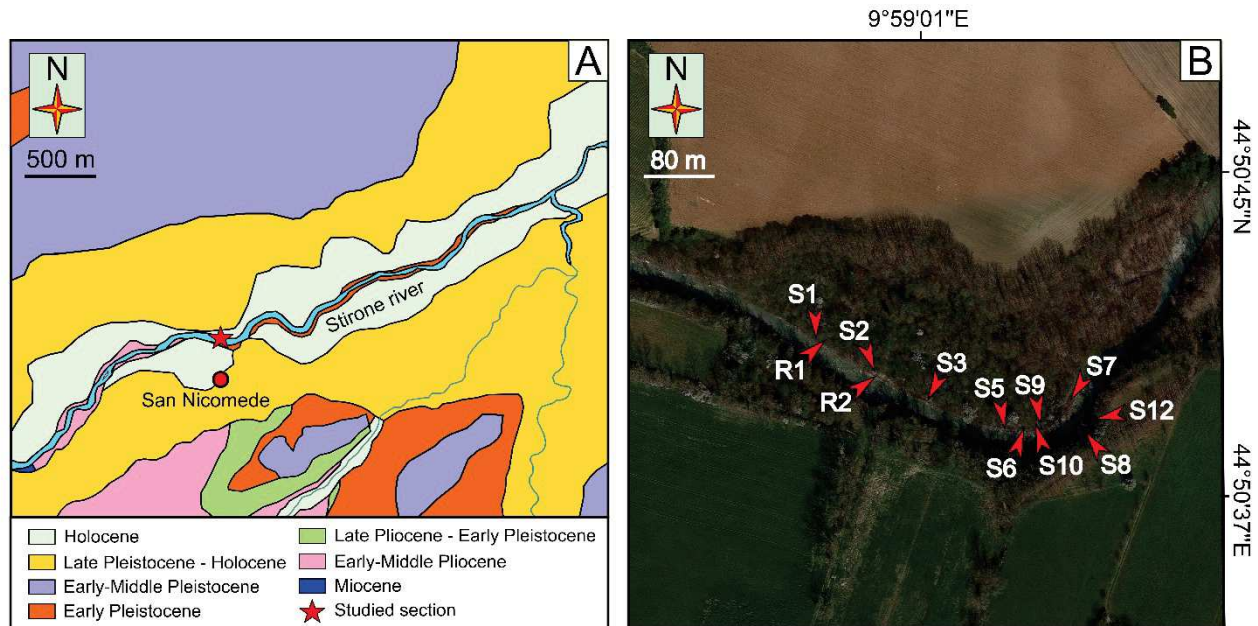 N
A
500 m
Stirone river
San Nicomede
Holocene
Late Pleistocene - Holocene
Early-Middle Pleistocene
Early Pleistocene
Late Pliocene - Early Pleistocene
Early-Middle Pliocene
Miocene
Studied section
9°59'01"E
N
B
80 m
44°50'45"N
S1
S2
R1
S3
S7
R2
S5
S9
S12
S6
S10
S8
44°50'37"E